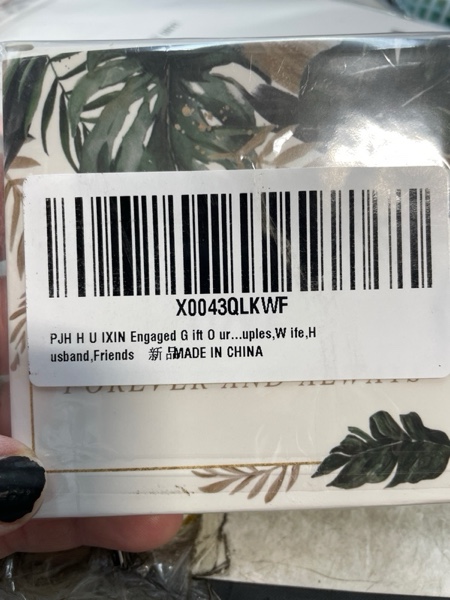 X0043QLKWF
PJH H U IXIN Engaged G ift O ur...uples,W ife,H
usband,Friends 新品MADE IN CHINA
FOREVER AND ALWAYS